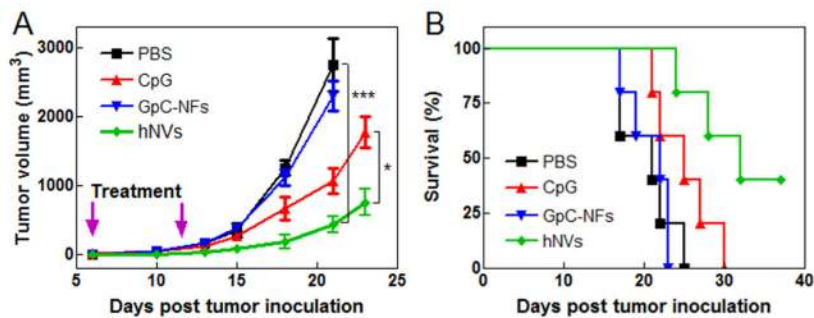 A
Tumor volume (mm3)
3000
2000
1000
0
PBS
CpG
GpC-NFs
hNVs
Treatment
***
*
5 10 15 20 25
Days post tumor inoculation
B
Survival (%)
100
75
50
25
0
PBS
CpG
GpC-NFs
hNVs
0 20 40
Days post tumor inoculation